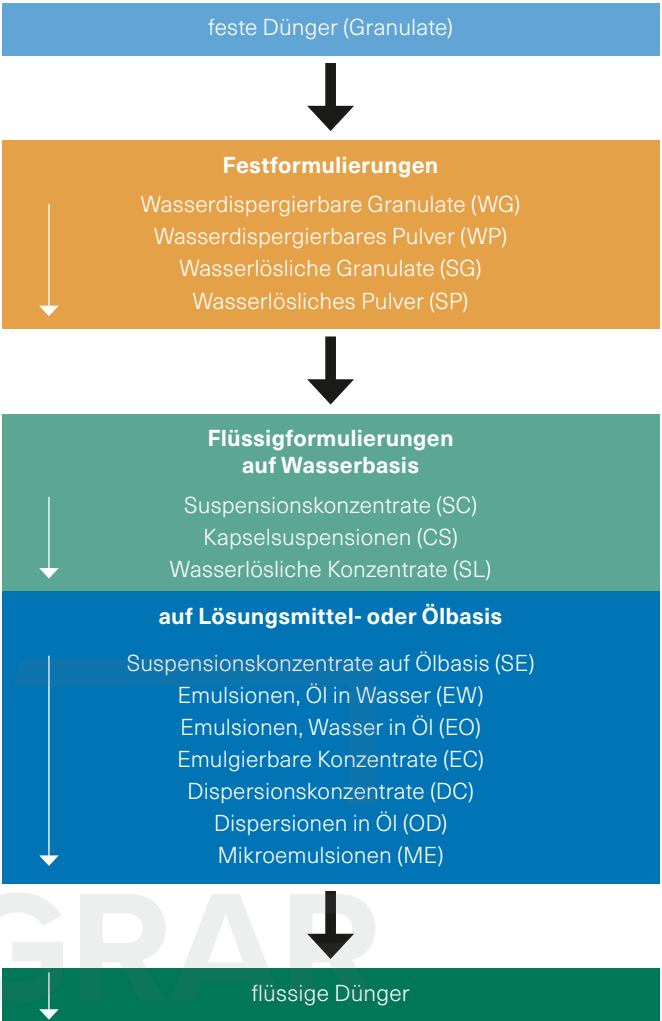 feste Dünger (Granulate)
Festformulierungen
Wasserdispergierbare Granulate (WG)
Wasserdispergierbares Pulver (WP)
Wasserlösliche Granulate (SG)
Wasserlösliches Pulver (SP)
Flüssigformulierungen
auf Wasserbasis
Suspensionskonzentrate (SC)
Kapselsuspensionen (CS)
Wasserlösliche Konzentrate (SL)
auf Lösungsmittel- oder Ölbasis
Suspensionskonzentrate auf Ölbasis (SE)
Emulsionen, Öl in Wasser (EW)
Emulsionen, Wasser in Öl (EO)
Emulgierbare Konzentrate (EC)
Dispersionskonzentrate (DC)
Dispersionen in Öl (OD)
Mikroemulsionen (ME)
GRAR
flüssige Dünger